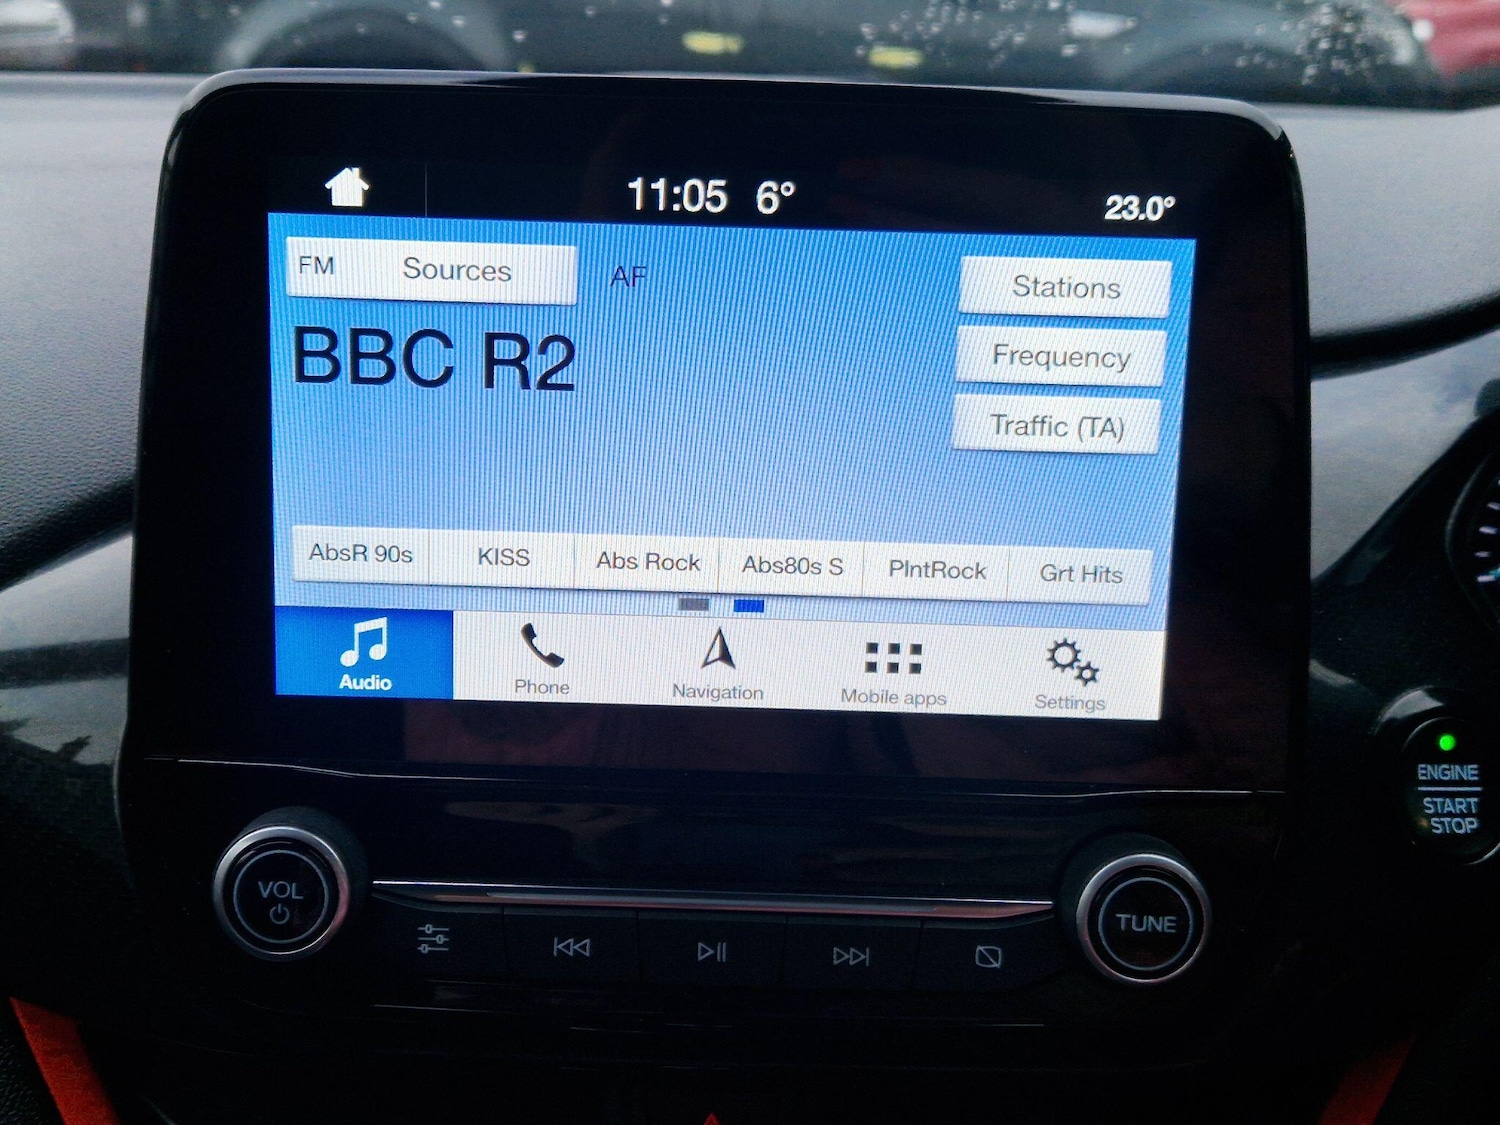 11:05 6° 23.0°
FM Sources AF Stations
BBC R2
Frequency
Traffic (TA)
AbsR 90s KISS Abs Rock Abs80s S PlntRock Grt Hits
Audio Phone Navigation Mobile apps Settings
ENGINE
START
STOP
VOL
TUNE